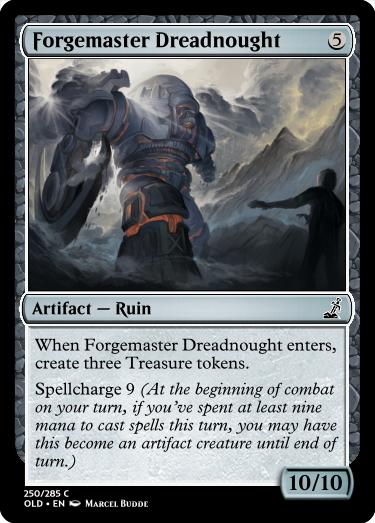 Forgemaster Dreadnought 5
Artifact — Ruin
When Forgemaster Dreadnought enters,
create three Treasure tokens.
Spellcharge 9 (At the beginning of combat
on your turn, if you've spent at least nine
mana to cast spells this turn, you may have
this become an artifact creature until end of
turn.)
10/10
250/285 C
OLD • EN Marcel Budde